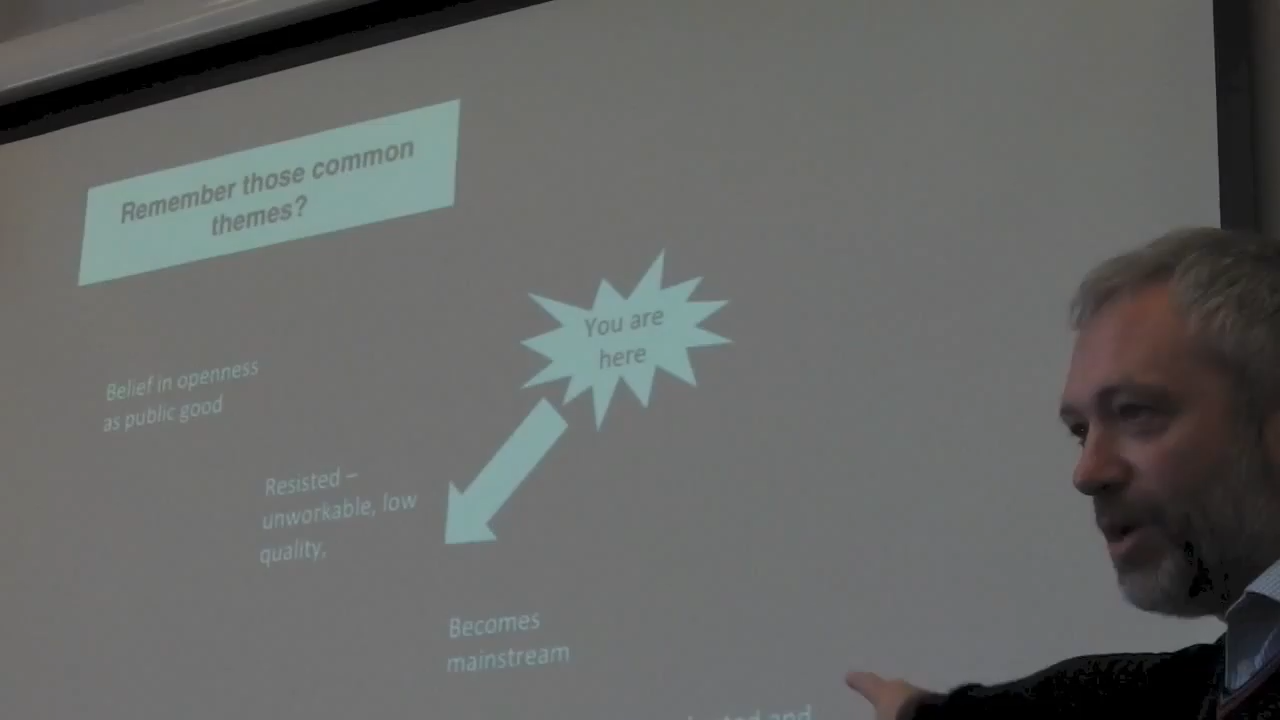 Remember those common
themes?
You are
here
Belief in openness
as public good
Resisted –
unworkable, low
quality,
Becomes
mainstream
and